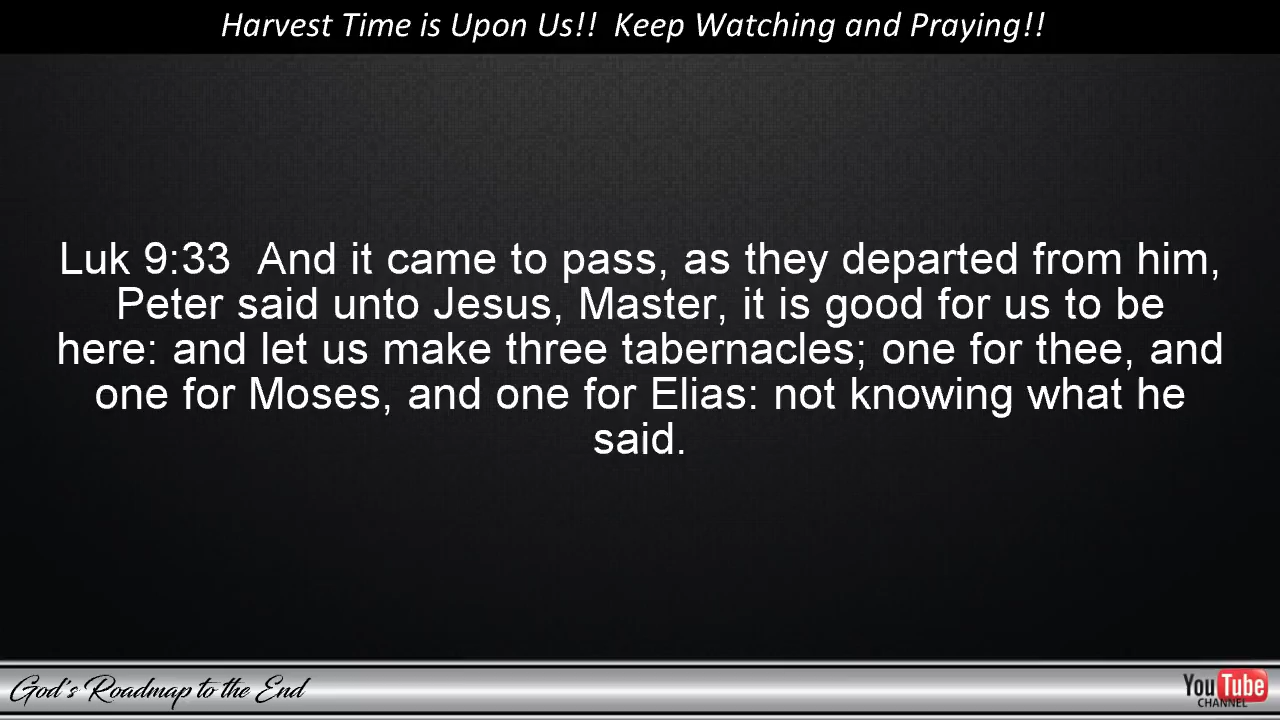 Harvest Time is Upon Us!!  Keep Watching and Praying!!
Luk 9:33  And it came to pass, as they departed from him,
Peter said unto Jesus, Master, it is good for us to be
here: and let us make three tabernacles; one for thee, and
one for Moses, and one for Elias: not knowing what he
said.
God's Roadmap to the End
YouTube
CHANNEL